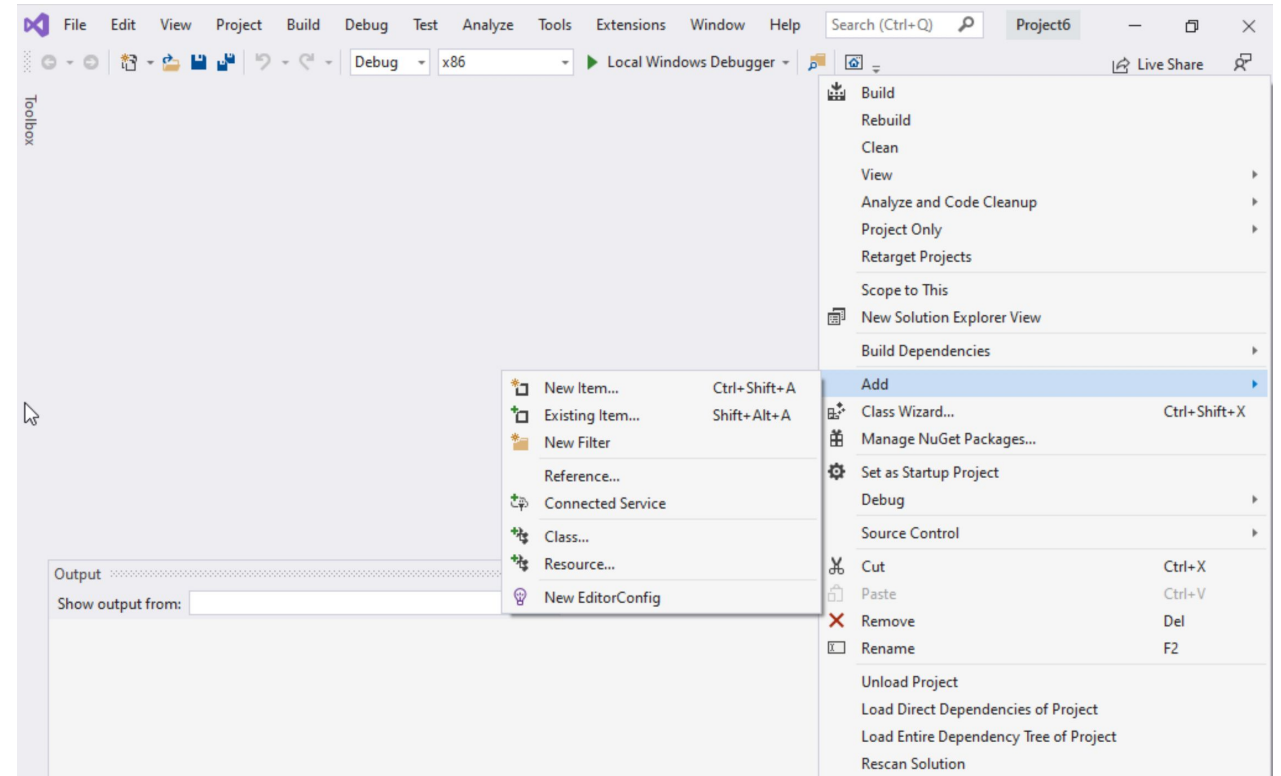 File Edit View Project Build Debug Test Analyze Tools Extensions Window Help Search (Ctrl+Q) Project6
Debug x86 Local Windows Debugger Live Share
Toolbox
Build
Rebuild
Clean
View
Analyze and Code Cleanup
Project Only
Retarget Projects
Scope to This
New Solution Explorer View
Build Dependencies
Add
Class Wizard... Ctrl+Shift+X
Manage NuGet Packages...
Set as Startup Project
Debug
Source Control
Cut Ctrl+X
Paste Ctrl+V
Remove Del
Rename F2
Unload Project
Load Direct Dependencies of Project
Load Entire Dependency Tree of Project
Rescan Solution
New Item... Ctrl+Shift+A
Existing Item... Shift+Alt+A
New Filter
Reference...
Connected Service
Class...
Resource...
New EditorConfig
Output
Show output from: